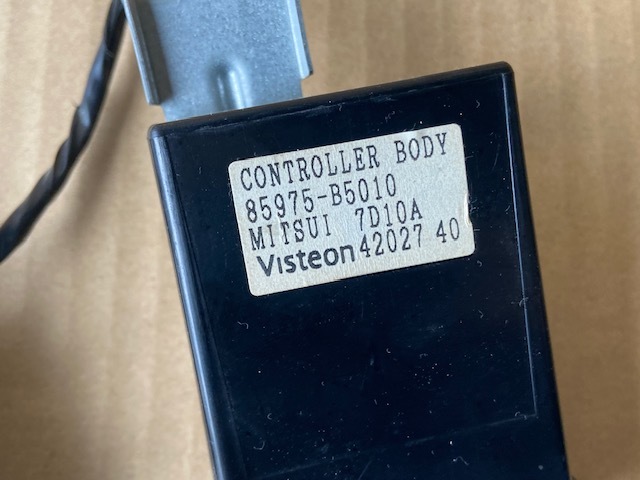 CONTROLLER BODY
85975-B5010
MITSUI 7D10A
Visteon 42027 40